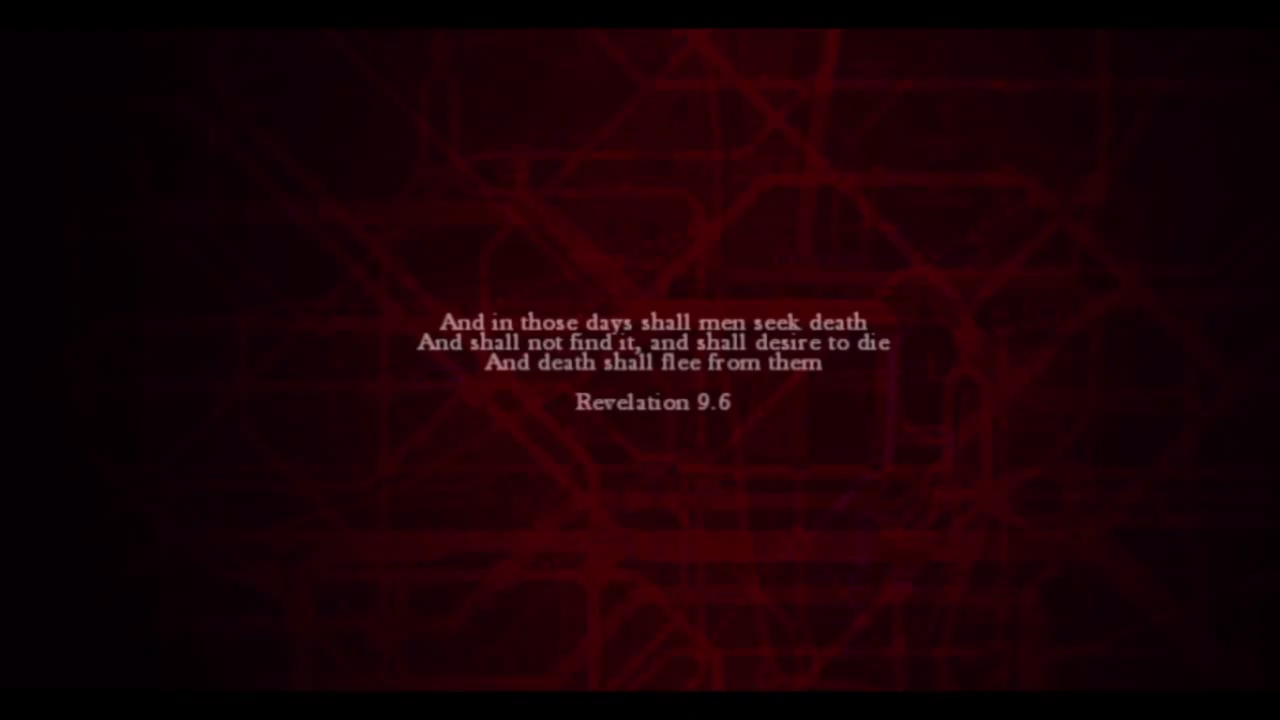 And in those days shall men seek death
And shall not find it, and shall desire to die
And death shall flee from them
Revelation 9.6